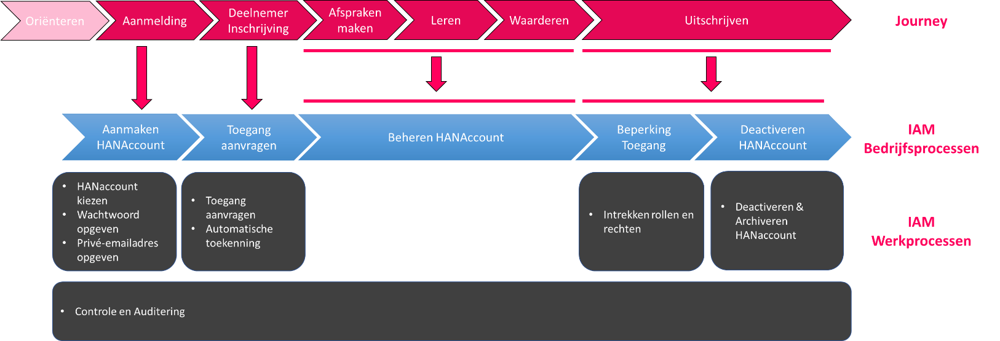 Oriënteren
Aanmelding
Deelnemer
Inschrijving
Afspraken
maken
Leren
Waarderen
Uitschrijven
Journey
Aanmaken
HANAccount
Toegang
aanvragen
Beheren HANAccount
Beperking
Toegang
Deactiveren
HANAccount
IAM
Bedrijfsprocessen
• HANaccount
kiezen
• Wachtwoord
opgeven
• Privé-emailadres
opgeven
• Toegang
aanvragen
• Automatische
toekenning
• Intrekken rollen en
rechten
• Deactiveren &
Archiveren
HANaccount
IAM
Werkprocessen
• Controle en Auditering